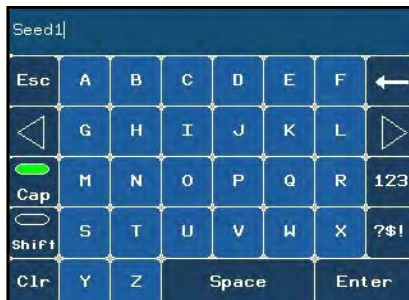 Seed1
Esc A B C D E F
G H I J K L
Cap M N O P Q R 123
Shift S T U V W X ?$!
Clr Y Z Space Enter